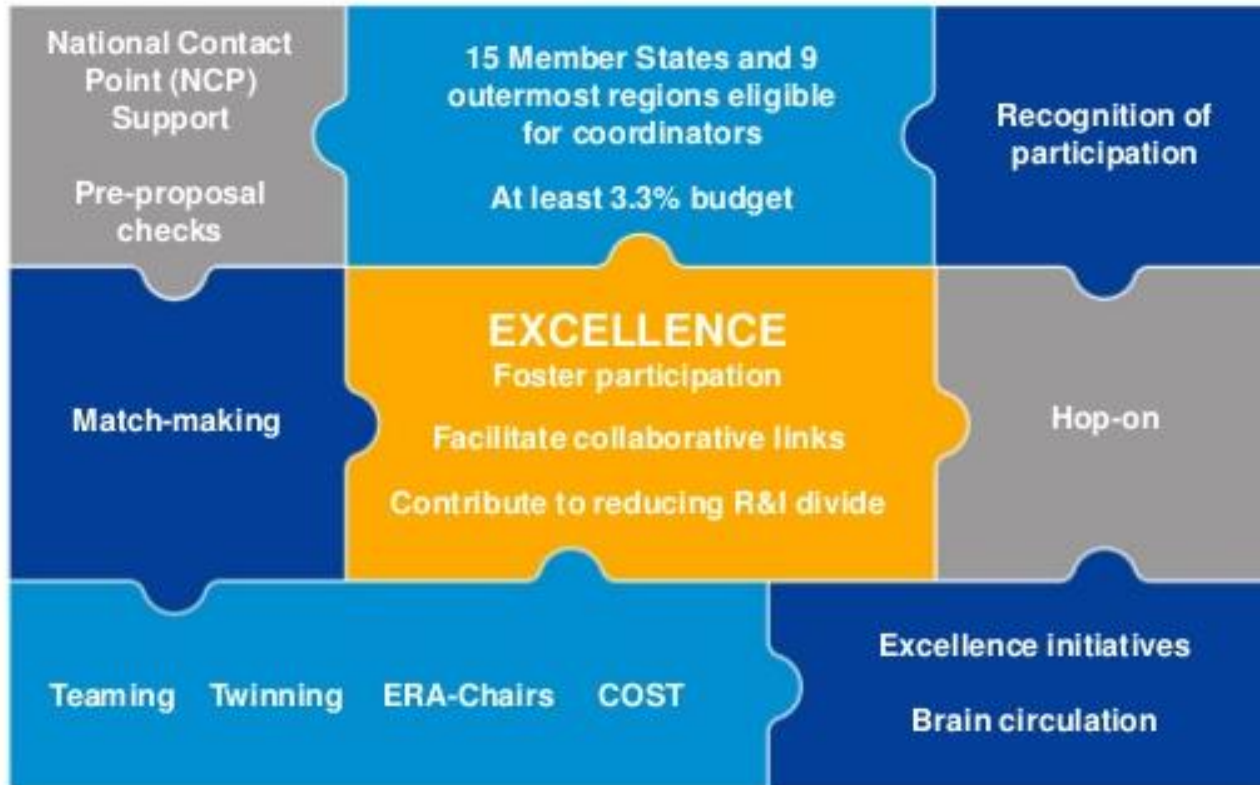 National Contact
Point (NCP)
Support
Pre-proposal
checks
15 Member States and 9
outermost regions eligible
for coordinators
At least 3.3% budget
Recognition of
participation
Match-making
EXCELLENCE
Foster participation
Facilitate collaborative links
Contribute to reducing R&I divide
Hop-on
Teaming Twinning ERA-Chairs COST
Excellence initiatives
Brain circulation